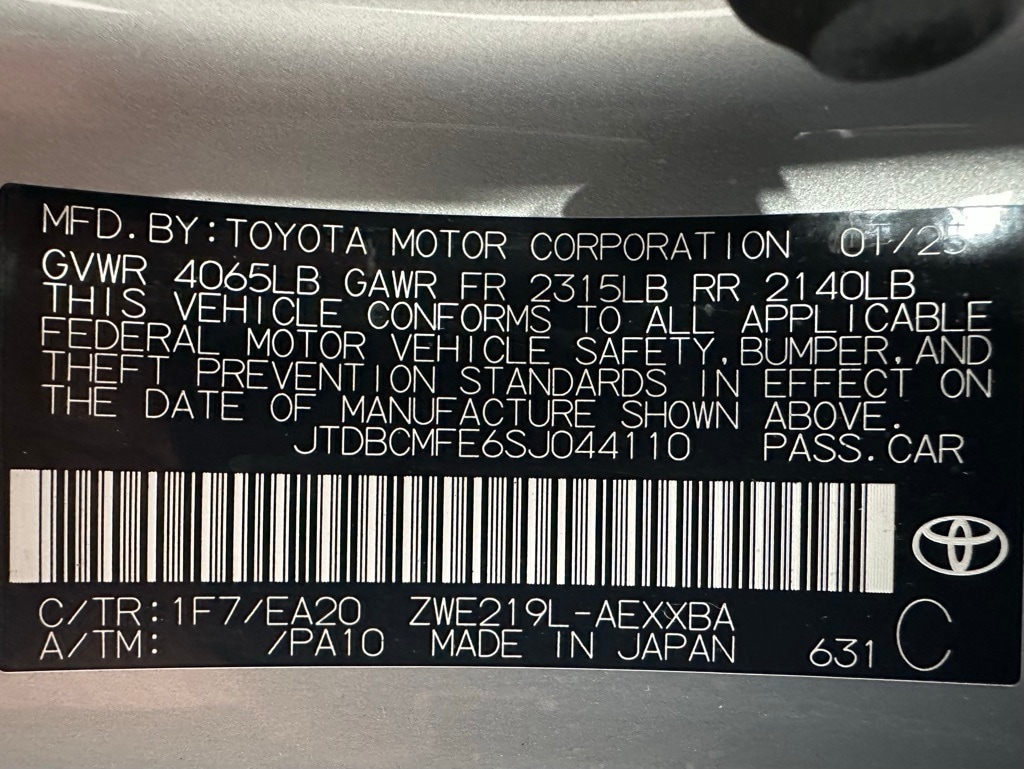 MFD.BY:TOYOTA MOTOR CORPORATION 01/25
GVWR 4065LB GAWR FR 2315LB RR 2140LB
THIS VEHICLE CONFORMS TO ALL APPLICABLE
FEDERAL MOTOR VEHICLE SAFETY,BUMPER,AND
THEFT PREVENTION STANDARDS IN EFFECT ON
THE DATE OF MANUFACTURE SHOWN ABOVE.
JTDBCMFE6SJ044110 PASS.CAR
C/TR:1F7/EA20 ZWE219L-AEXXBA
A/TM: /PA10 MADE IN JAPAN 631 C